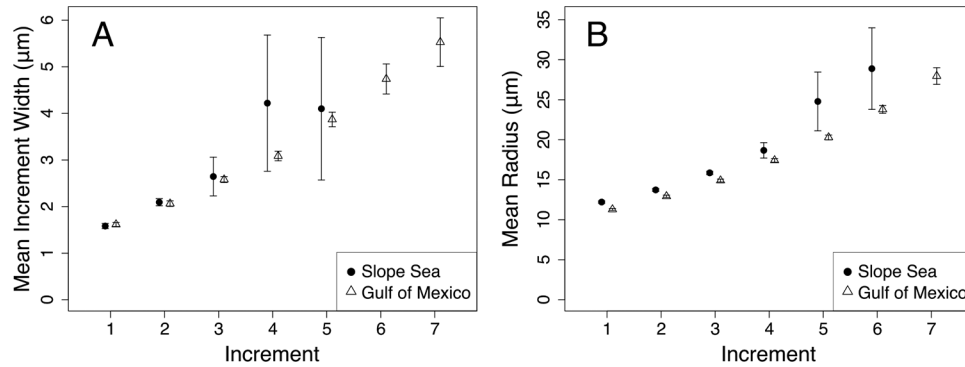 A
Mean Increment Width (μm)
6
5
4
3
2
1
0
1 2 3 4 5 6 7
Increment
Slope Sea
Gulf of Mexico
B
Mean Radius (μm)
35
30
25
20
15
10
5
0
1 2 3 4 5 6 7
Increment
Slope Sea
Gulf of Mexico